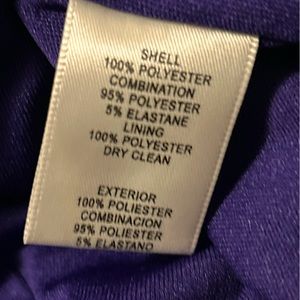 SHELL
100% POLYESTER
COMBINATION
95% POLYESTER
5% ELASTANE
LINING
100% POLYESTER
DRY CLEAN
EXTERIOR
100% POLIESTER
COMBINACION
95% POLIESTER
5% ELASTANO